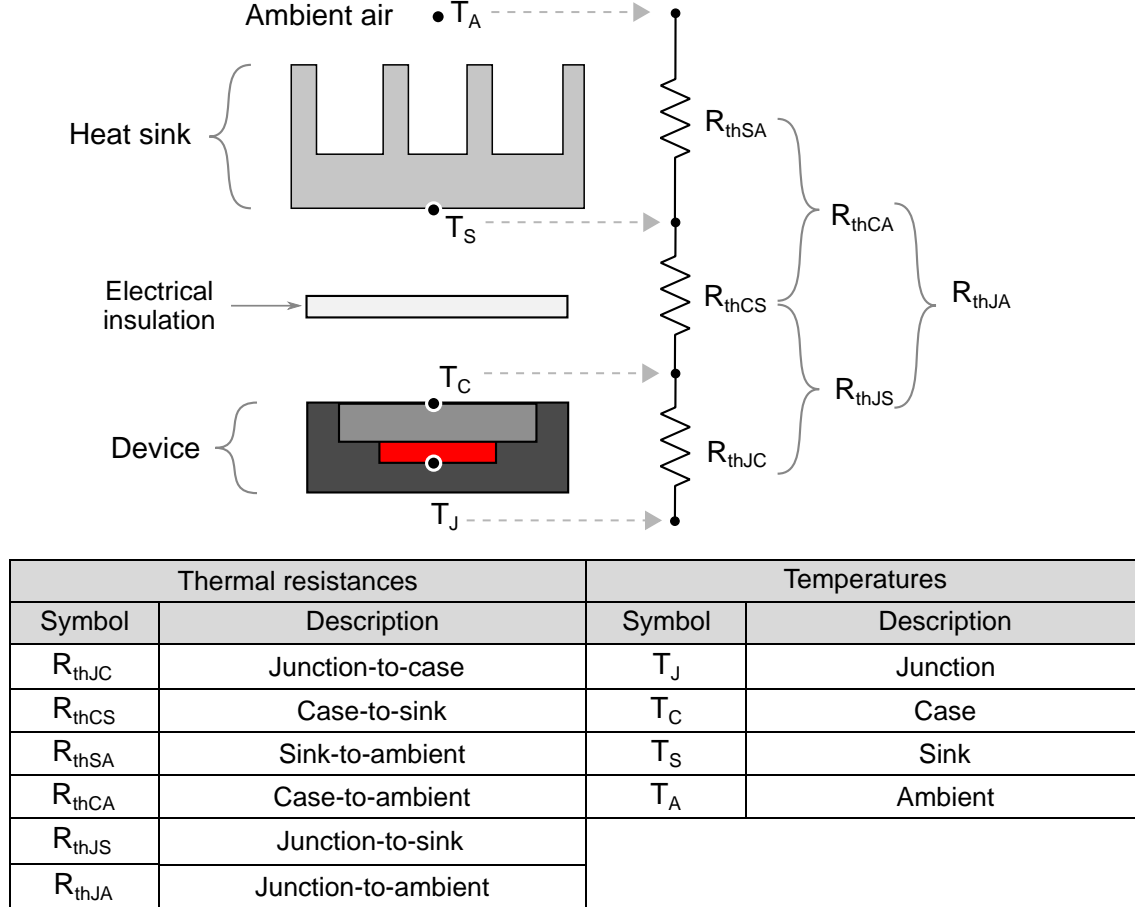 Ambient air
T_A
Heat sink
R_thSA
T_S
R_thCA
Electrical
insulation
R_thCS
R_thJA
T_C
R_thJS
Device
R_thJC
T_J
Thermal resistances Temperatures
Symbol Description Symbol Description
R_thJC Junction-to-case T_J Junction
R_thCS Case-to-sink T_C Case
R_thSA Sink-to-ambient T_S Sink
R_thCA Case-to-ambient T_A Ambient
R_thJS Junction-to-sink
R_thJA Junction-to-ambient